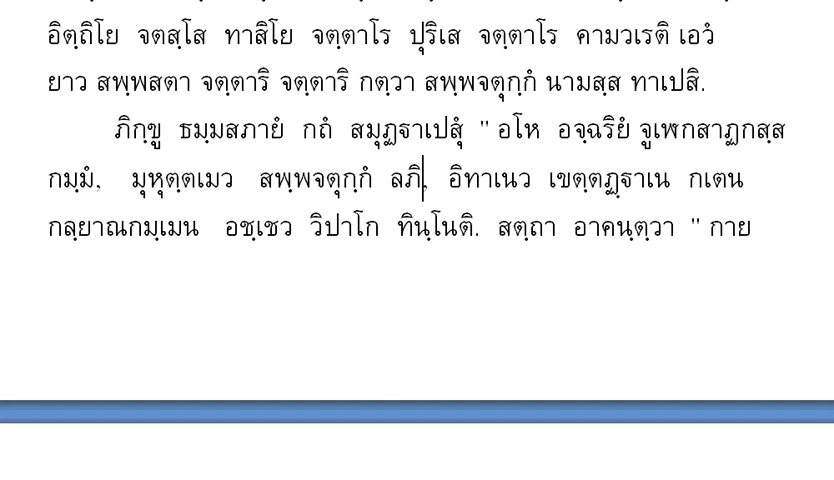 อิตฺถิโย จตสฺโส ทาสิโย จตฺตาโร ปุริเส จตฺตาโร คามวเรติ เอวํ
ยาว สพฺพสตา จตฺตาริ จตฺตาริ กตฺวา สพฺพจตุกฺกํ นามสฺส ทาเปสิ.
ภิกฺขู ธมฺมสภายํ กถํ สมุฏฺฐาเปสุํ " อโห อจฺฉริยํ จูเฬกสาฏกสฺส
กมฺมํ, มุหุตฺตเมว สพฺพจตุกฺกํ ลภิ, อิทาเนว เขตฺตฏฺฐาเน กเตน
กลฺยาณกมฺเมน อชฺเชว วิปาโก ทินฺโนติ. สตฺถา อาคนฺตฺวา " กาย